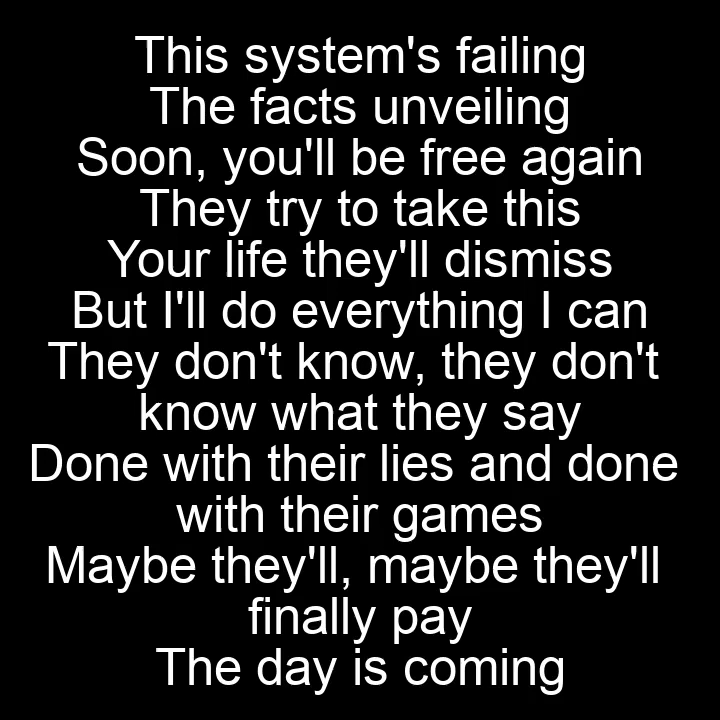 This system's failing
The facts unveiling
Soon, you'll be free again
They try to take this
Your life they'll dismiss
But I'll do everything I can
They don't know, they don't
know what they say
Done with their lies and done
with their games
Maybe they'll, maybe they'll
finally pay
The day is coming